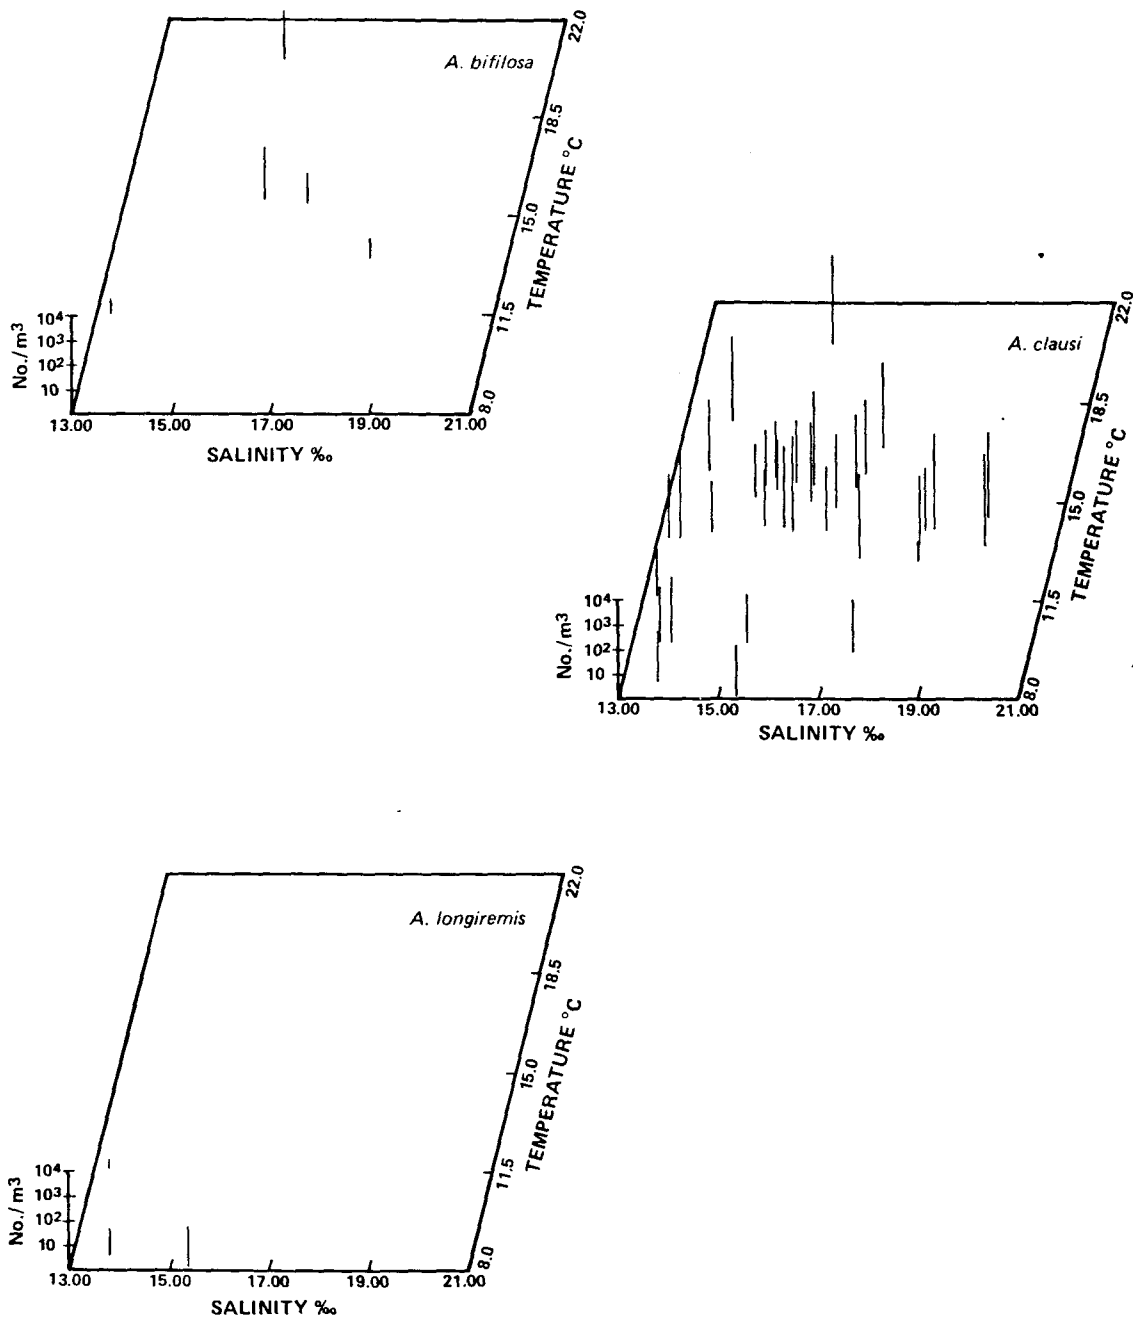 A. bifilosa
22.0
18.5
15.0
11.5
8.0
TEMPERATURE °C
No./m³
10⁴
10³
10²
10
13.00 15.00 17.00 19.00 21.00
SALINITY ‰
A. clausi
22.0
18.5
15.0
11.5
8.0
TEMPERATURE °C
No./m³
10⁴
10³
10²
10
13.00 15.00 17.00 19.00 21.00
SALINITY ‰
A. longiremis
22.0
18.5
15.0
11.5
8.0
TEMPERATURE °C
No./m³
10⁴
10³
10²
10
13.00 15.00 17.00 19.00 21.00
SALINITY ‰